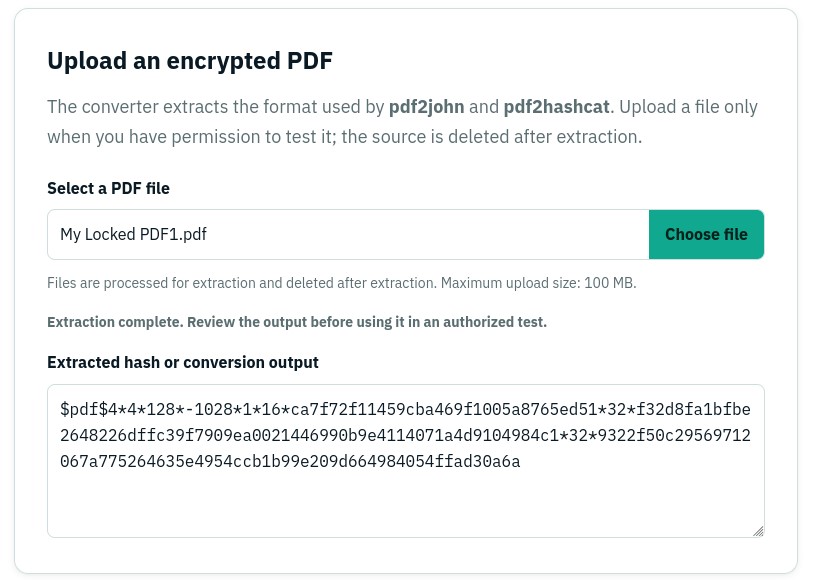 Upload an encrypted PDF
The converter extracts the format used by pdf2john and pdf2hashcat. Upload a file only
when you have permission to test it; the source is deleted after extraction.
Select a PDF file
My Locked PDF1.pdf
Choose file
Files are processed for extraction and deleted after extraction. Maximum upload size: 100 MB.
Extraction complete. Review the output before using it in an authorized test.
Extracted hash or conversion output
$pdf$4*4*128*-1028*1*16*ca7f72f11459cba469f1005a8765ed51*32*f32d8fa1bfbe
2648226dffc39f7909ea0021446990b9e4114071a4d9104984c1*32*9322f50c29569712
067a775264635e4954ccb1b99e209d664984054ffad30a6a